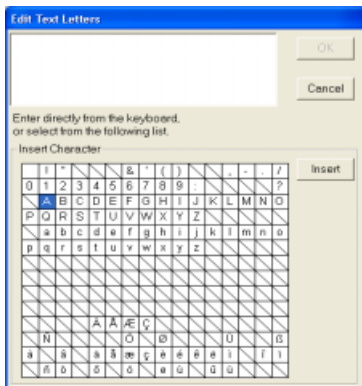 Edit Text Letters
OK
Cancel
Enter directly from the keyboard,
or select from the following list.
Insert Character
Insert
! " & ' ( ) , - . /
0 1 2 3 4 5 6 7 8 9 : ?
A B C D E F G H I J K L M N O
P Q R S T U V W X Y Z
a b c d e f g h i j k l m n o
p q r s t u v w x y z
Ä Å Æ Ç
Ñ Ö Ø Ü ß